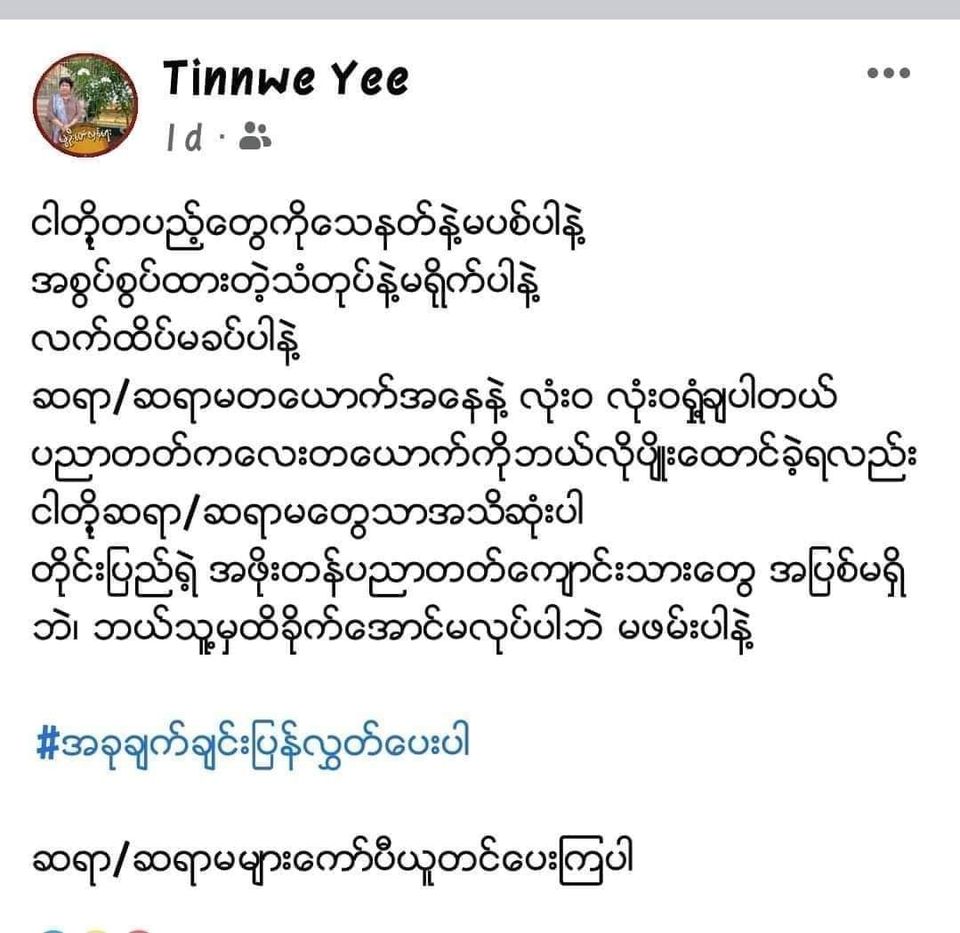 Tinnwe Yee
1d ·
ငါတို့တပည့်တွေကိုသေနတ်နဲ့မပစ်ပါနဲ့
အစွပ်စွပ်ထားတဲ့သံတုပ်နဲ့မရိုက်ပါနဲ့
လက်ထိပ်မခပ်ပါနဲ့
ဆရာ/ဆရာမတယောက်အနေနဲ့ လုံးဝ လုံးဝရှုံ့ချပါတယ်
ပညာတတ်ကလေးတယောက်ကိုဘယ်လိုပျိုးထောင်ခဲ့ရလည်း
ငါတို့ဆရာ/ဆရာမတွေသာအသိဆုံးပါ
တိုင်းပြည်ရဲ့ အဖိုးတန်ပညာတတ်ကျောင်းသားတွေ အပြစ်မရှိ
ဘဲ၊ ဘယ်သူ့မှထိခိုက်အောင်မလုပ်ပါဘဲ မဖမ်းပါနဲ့
#အခုချက်ချင်းပြန်လွှတ်ပေးပါ
ဆရာ/ဆရာမများကော်ပီယူတင်ပေးကြပါ